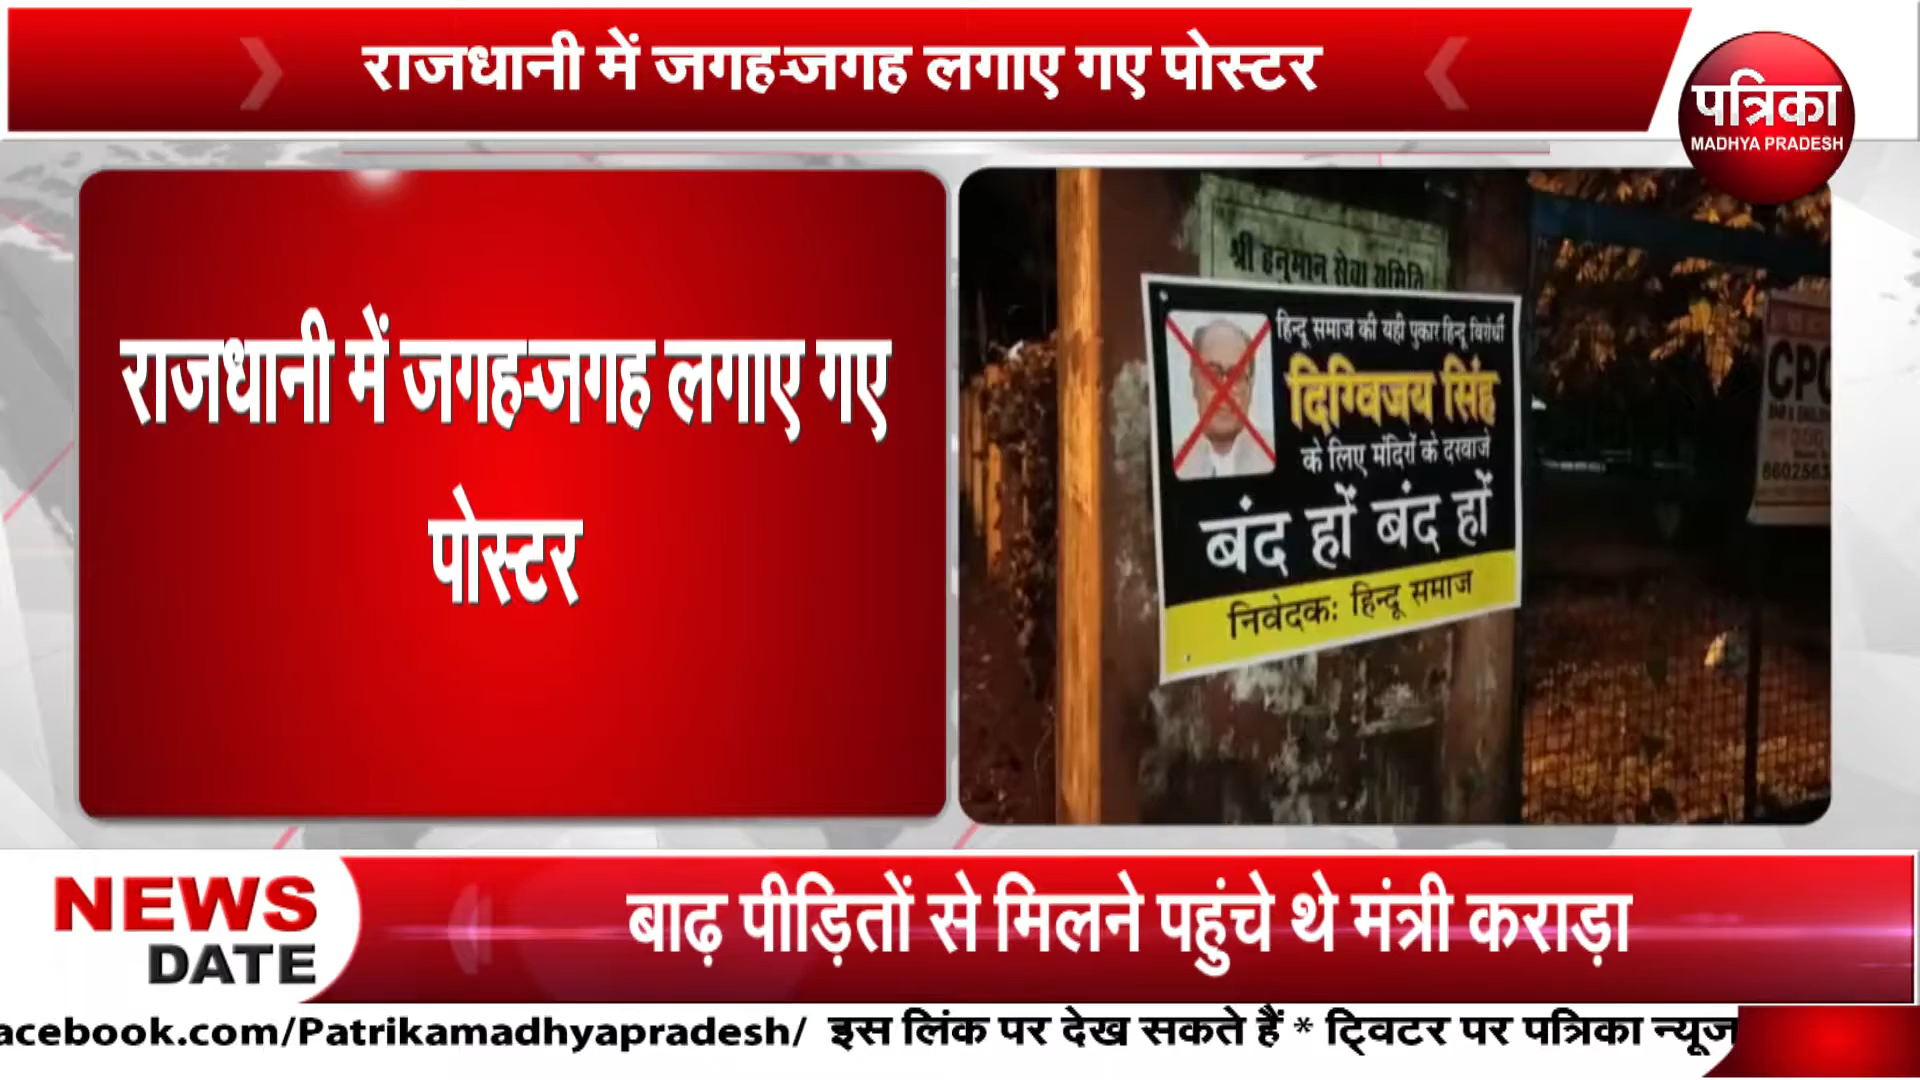 राजधानी में जगह-जगह लगाए गए पोस्टर
पत्रिका
MADHYA PRADESH
राजधानी में जगह-जगह लगाए गए
पोस्टर
श्री हनुमान सेवा समिति
हिन्दू समाज की यही पुकार हिन्दू विरोधी
दिग्विजय सिंह
के लिए मंदिरों के दरवाजे
बंद हों बंद हों
निवेदकः हिन्दू समाज
NEWS
DATE
बाढ़ पीड़ितों से मिलने पहुंचे थे मंत्री कराड़ा
acebook.com/Patrikamadhyapradesh/ इस लिंक पर देख सकते हैं * ट्विटर पर पत्रिका न्यूज